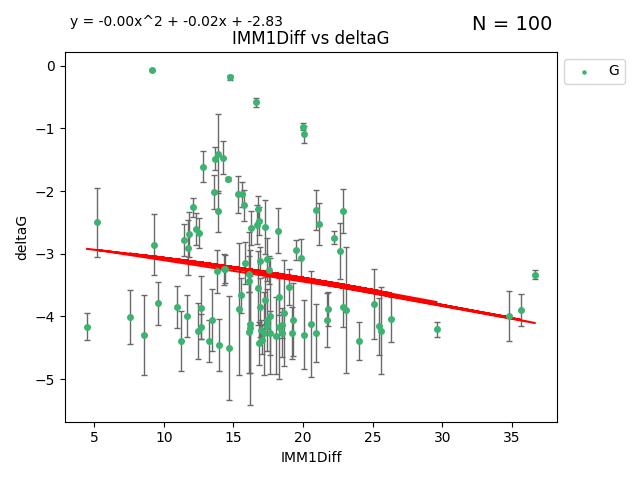 y = -0.00x^2 + -0.02x + -2.83
N = 100
IMM1Diff vs deltaG
G
0
−1
−2
−3
−4
−5
deltaG
5 10 15 20 25 30 35
IMM1Diff